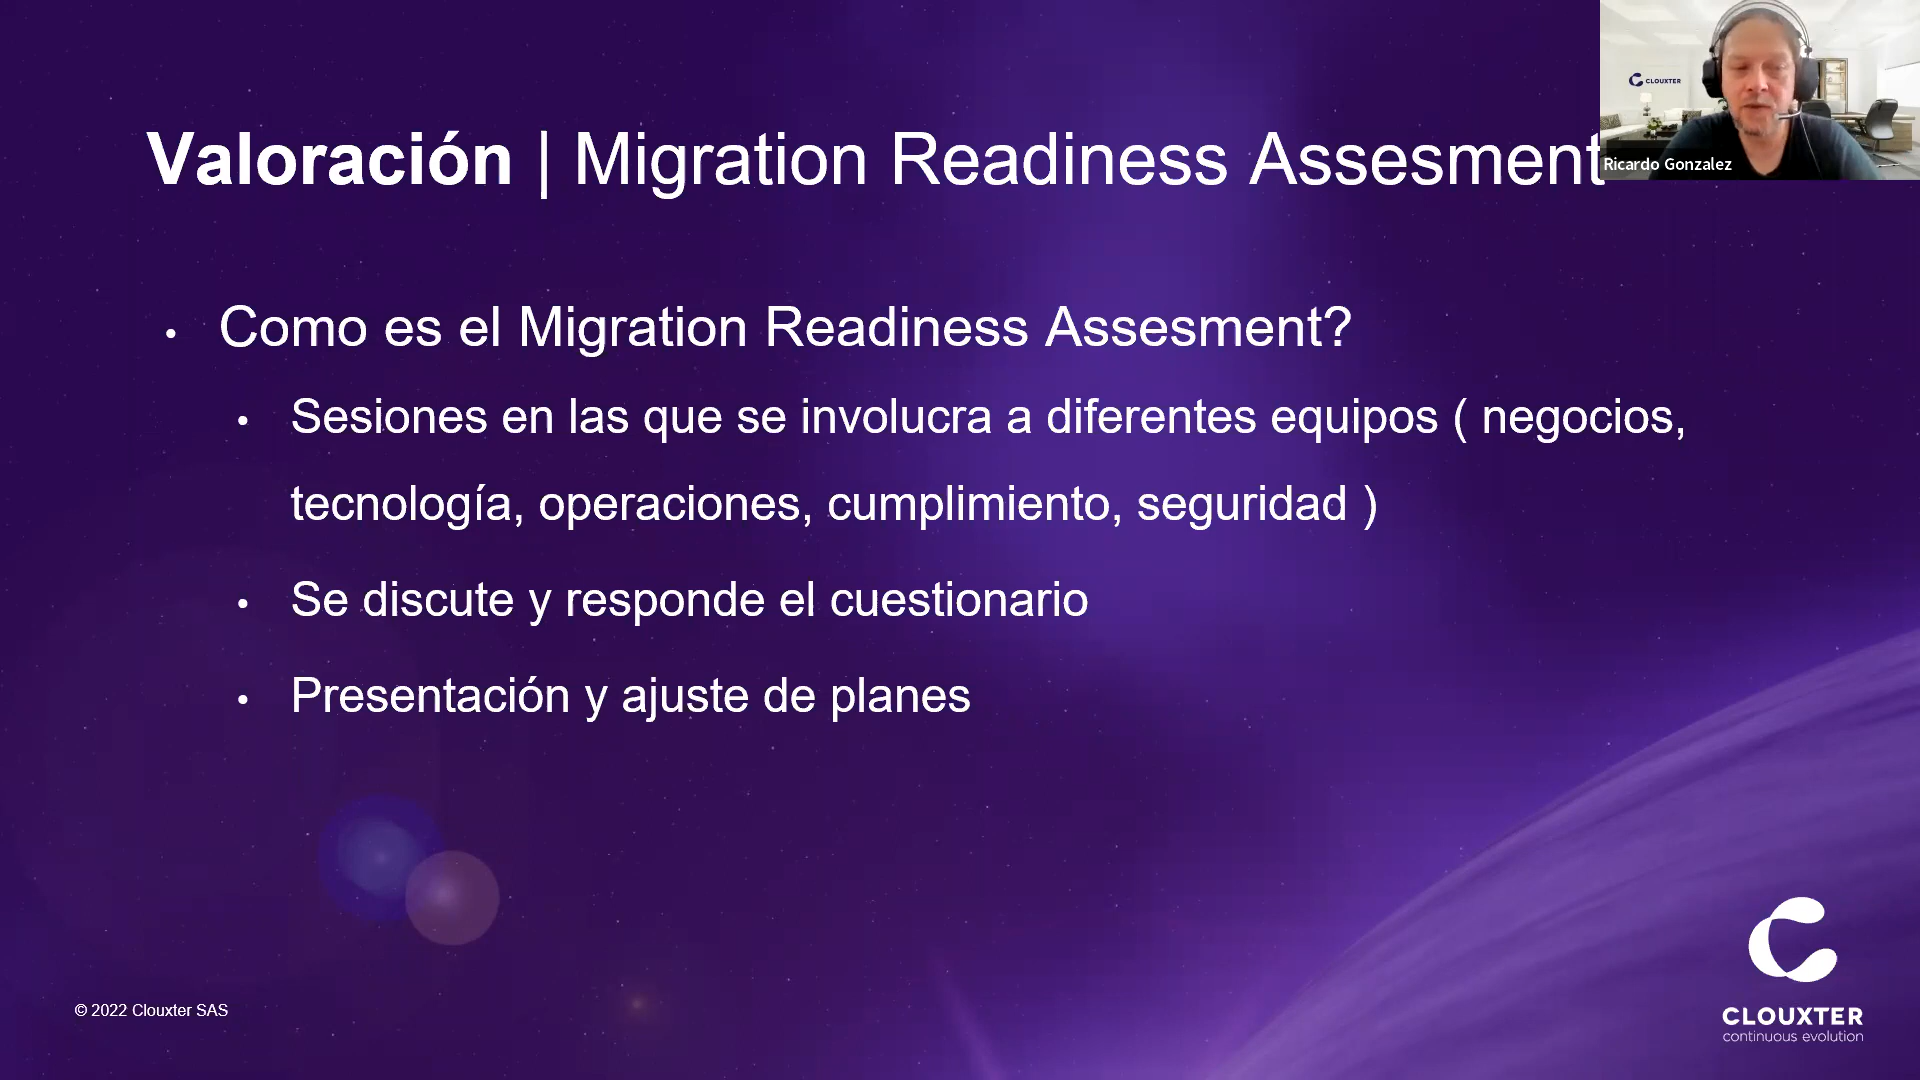 Valoración | Migration Readiness Assesment
CLOUXTER
Ricardo Gonzalez
• Como es el Migration Readiness Assesment?
• Sesiones en las que se involucra a diferentes equipos ( negocios,
tecnología, operaciones, cumplimiento, seguridad )
• Se discute y responde el cuestionario
• Presentación y ajuste de planes
© 2022 Clouxter SAS
CLOUXTER
continuous evolution